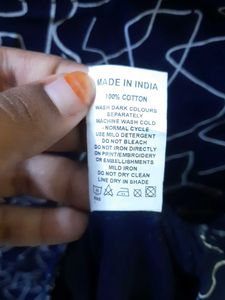 MADE IN INDIA
100% COTTON
WASH DARK COLOURS
SEPARATELY
MACHINE WASH COLD
- NORMAL CYCLE
USE MILD DETERGENT
DO NOT BLEACH
DO NOT IRON DIRECTLY
ON PRINT/EMBROIDERY
OR EMBELLISHMENTS
MILD IRON
DO NOT DRY CLEAN
LINE DRY IN SHADE